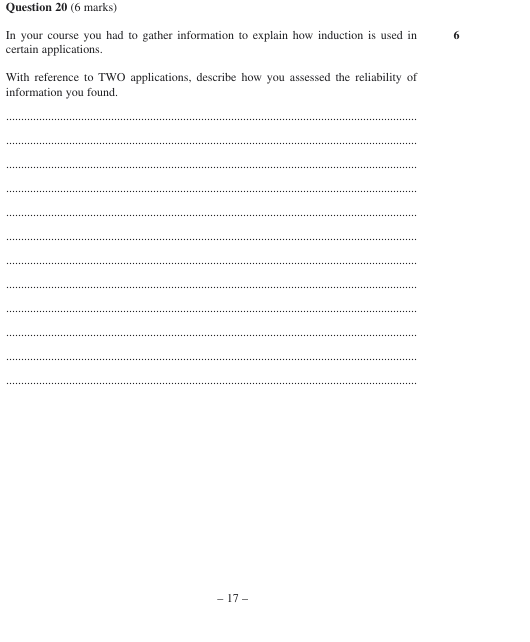 Question 20 (6 marks)
In your course you had to gather information to explain how induction is used in 6
certain applications.
With reference to TWO applications, describe how you assessed the reliability of
information you found.
– 17 –